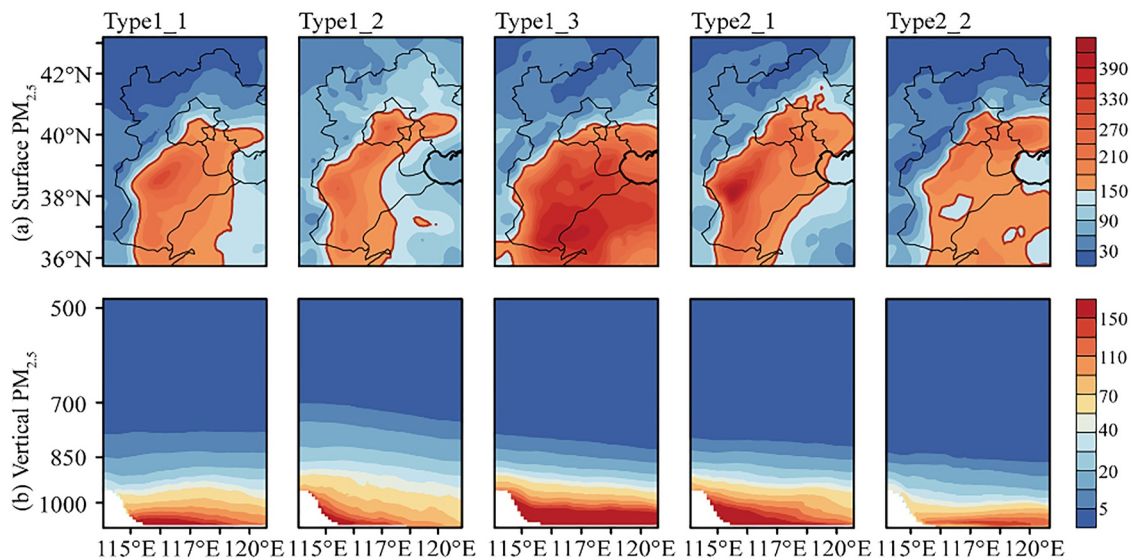 Type1_1 Type1_2 Type1_3 Type2_1 Type2_2
(a) Surface PM2.5
42°N
40°N
38°N
36°N
390
330
270
210
150
90
30
(b) Vertical PM2.5
500
700
850
1000
150
110
70
40
20
5
115°E 117°E 120°E 115°E 117°E 120°E 115°E 117°E 120°E 115°E 117°E 120°E 115°E 117°E 120°E